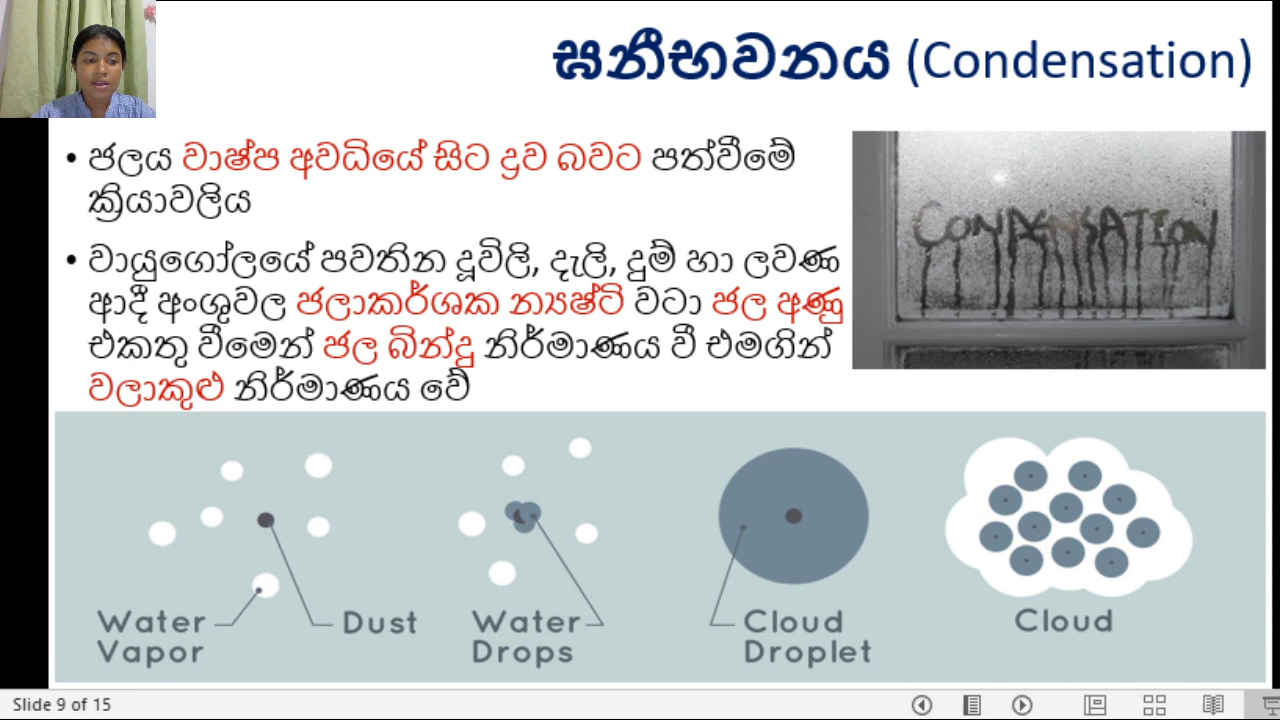 ඝනීභවනය (Condensation)
• ජලය වාෂ්ප අවධියේ සිට ද්‍රව බවට පත්වීමේ
ක්‍රියාවලිය
• වායුගෝලයේ පවතින දූවිලි, දැලි, දුම් හා ලවණ
ආදී අංශුවල ජලාකර්ශක න්‍යෂ්ටි වටා ජල අණු
එකතු වීමෙන් ජල බින්දු නිර්මාණය වී එමගින්
වලාකුළු නිර්මාණය වේ
CONDENSATION
Water
Vapor
Dust
Water
Drops
Cloud
Droplet
Cloud
Slide 9 of 15